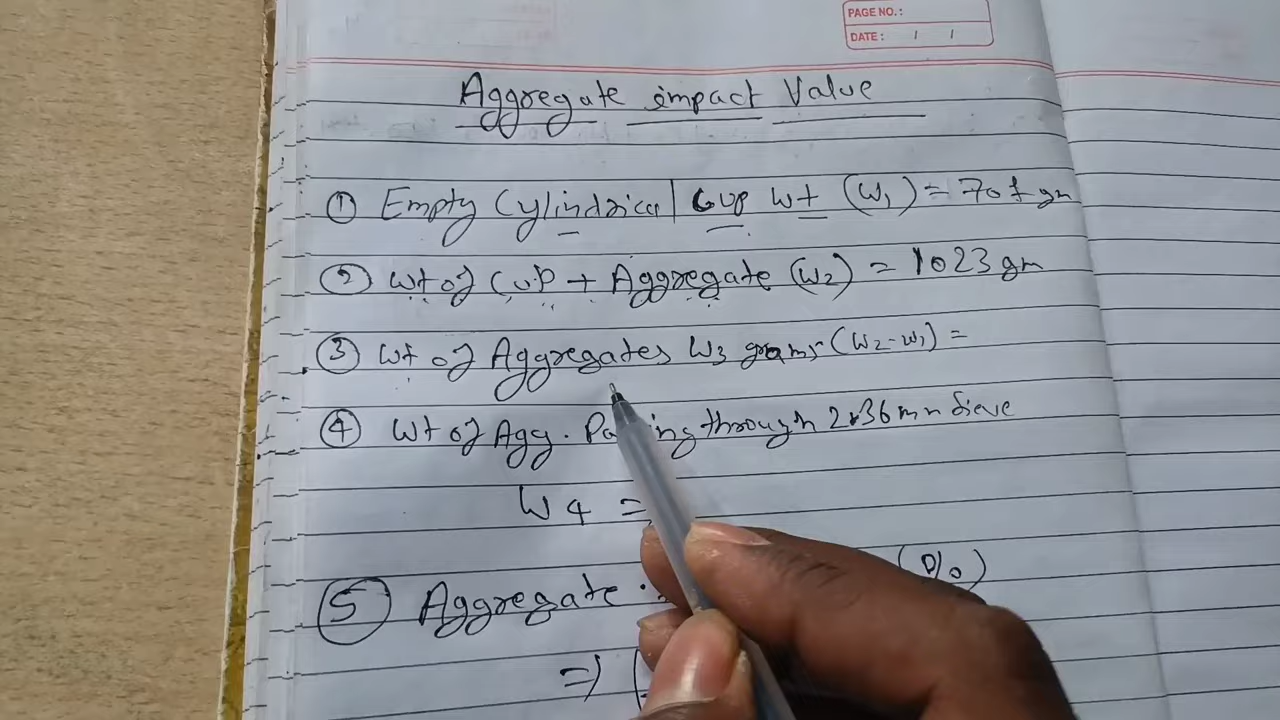 PAGE NO.:
DATE: / /
Aggregate impact Value
① Empty Cylindrical Cup wt (W₁) = 707 gm
② Wt of Cup + Aggregate (W₂) = 1023 gm
③ Wt of Aggregates W₃ grams (W₂-W₁) =
④ Wt of Agg. Passing through 2.36 mm Sieve
W₄ =
⑤ Aggregate (%)
⇒ (